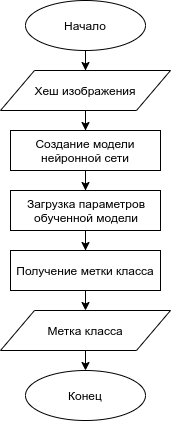 Начало
Хеш изображения
Создание модели
нейронной сети
Загрузка параметров
обученной модели
Получение метки класса
Метка класса
Конец